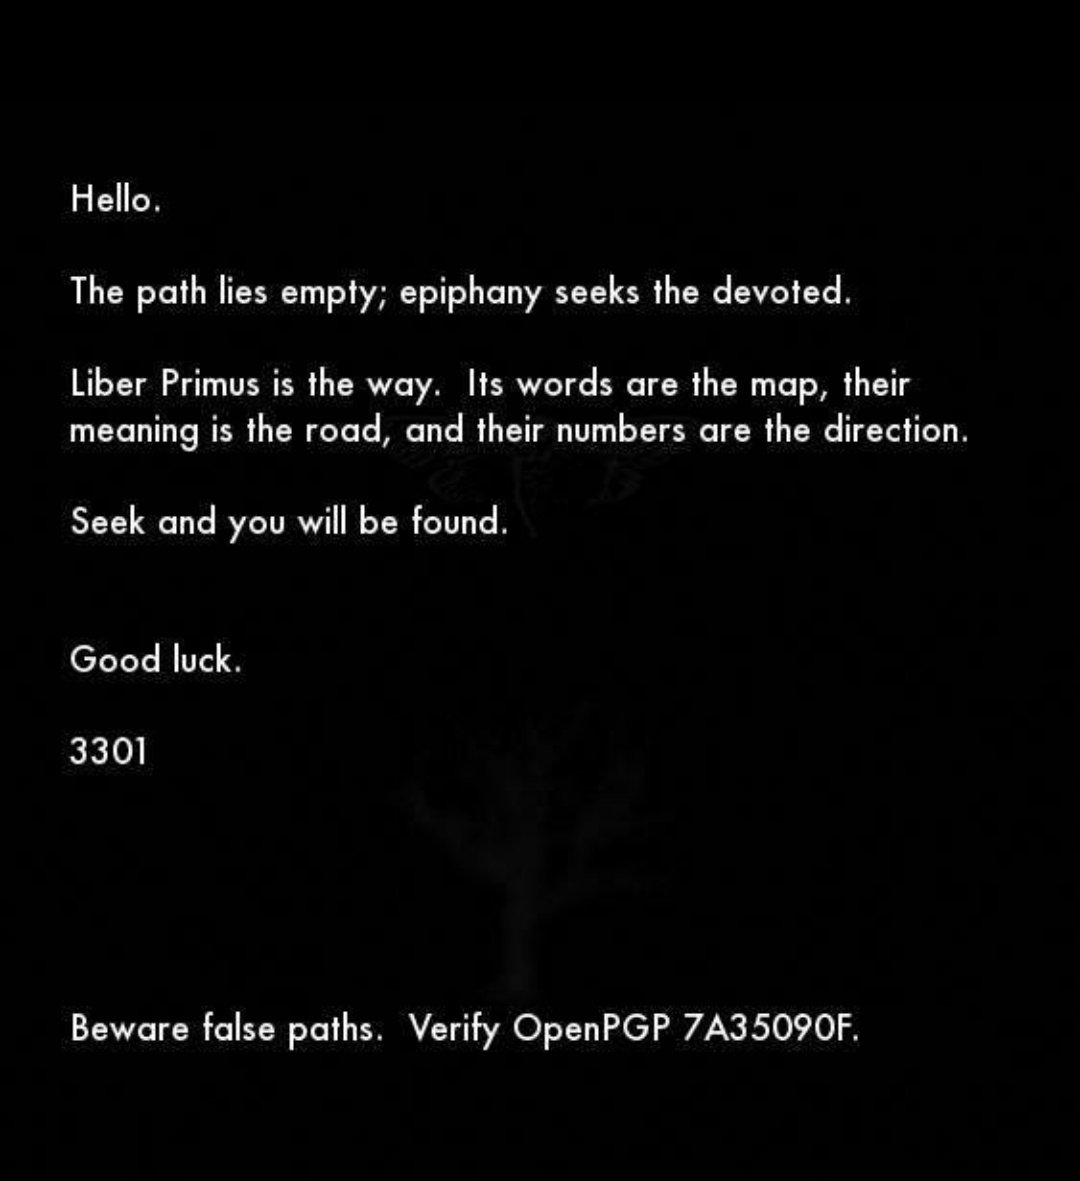 Hello.
The path lies empty; epiphany seeks the devoted.
Liber Primus is the way.  Its words are the map, their
meaning is the road, and their numbers are the direction.
Seek and you will be found.
Good luck.
3301
Beware false paths.  Verify OpenPGP 7A35090F.